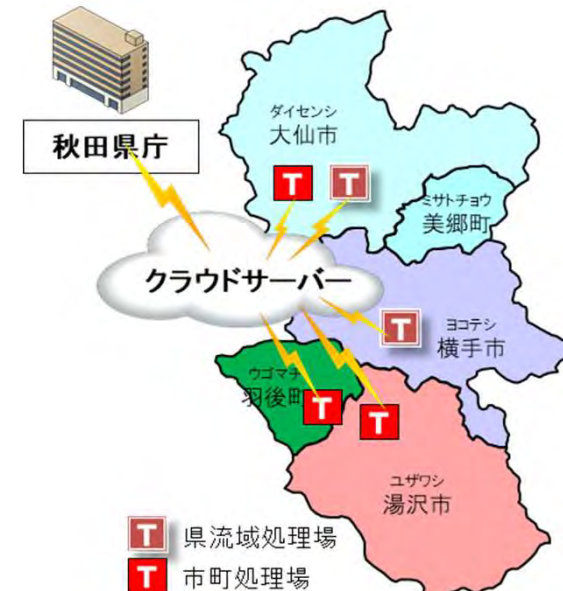 秋田県庁
ダイセンシ
大仙市
T
T
ミサトチョウ
美郷町
クラウドサーバー
T
ヨコテシ
横手市
ウゴマチ
羽後町
T
T
ユザワシ
湯沢市
T 県流域処理場
T 市町処理場